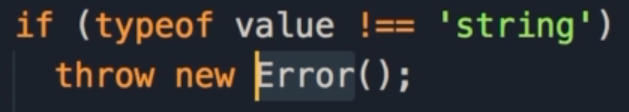 if (typeof value !== 'string')
throw new Error();